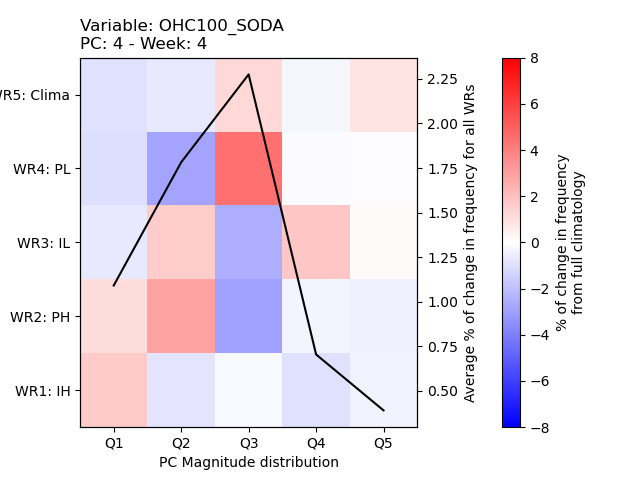 Variable: OHC100_SODA
PC: 4 - Week: 4
WR5: Clima
WR4: PL
WR3: IL
WR2: PH
WR1: IH
Q1 Q2 Q3 Q4 Q5
PC Magnitude distribution
2.25
2.00
1.75
1.50
1.25
1.00
0.75
0.50
Average % of change in frequency for all WRs
8
6
4
2
0
−2
−4
−6
−8
% of change in frequency
from full climatology